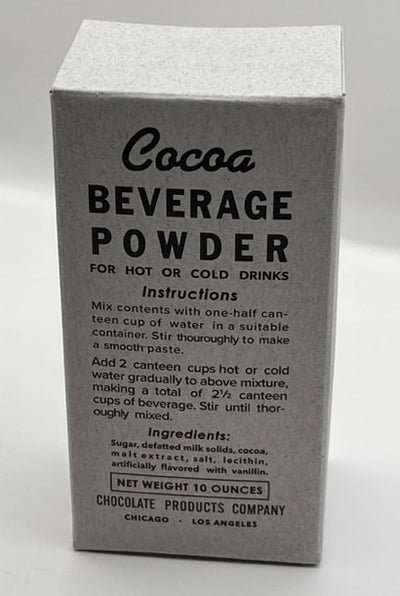 Cocoa
BEVERAGE
POWDER
FOR HOT OR COLD DRINKS
Instructions
Mix contents with one-half can-
teen cup of water in a suitable
container. Stir thouroughly to make
a smooth paste.
Add 2 canteen cups hot or cold
water gradually to above mixture,
making a total of 2½ canteen
cups of beverage. Stir until thor-
oughly mixed.
Ingredients:
Sugar, defatted milk solids, cocoa,
malt extract, salt, lecithin,
artificially flavored with vanillin.
NET WEIGHT 10 OUNCES
CHOCOLATE PRODUCTS COMPANY
CHICAGO · LOS ANGELES